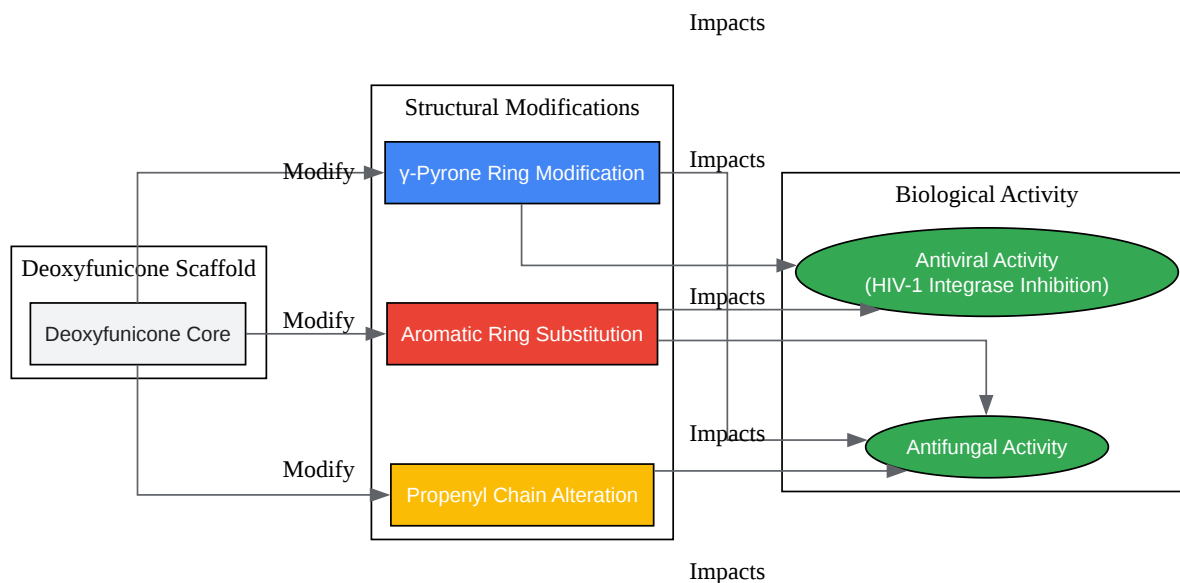 Impacts
Structural Modifications
Modify
γ-Pyrone Ring Modification
Impacts
Biological Activity
Deoxyfunicone Scaffold
Antiviral Activity
(HIV-1 Integrase Inhibition)
Impacts
Deoxyfunicone Core
Modify
Aromatic Ring Substitution
Impacts
Antifungal Activity
Modify
Propenyl Chain Alteration
Impacts